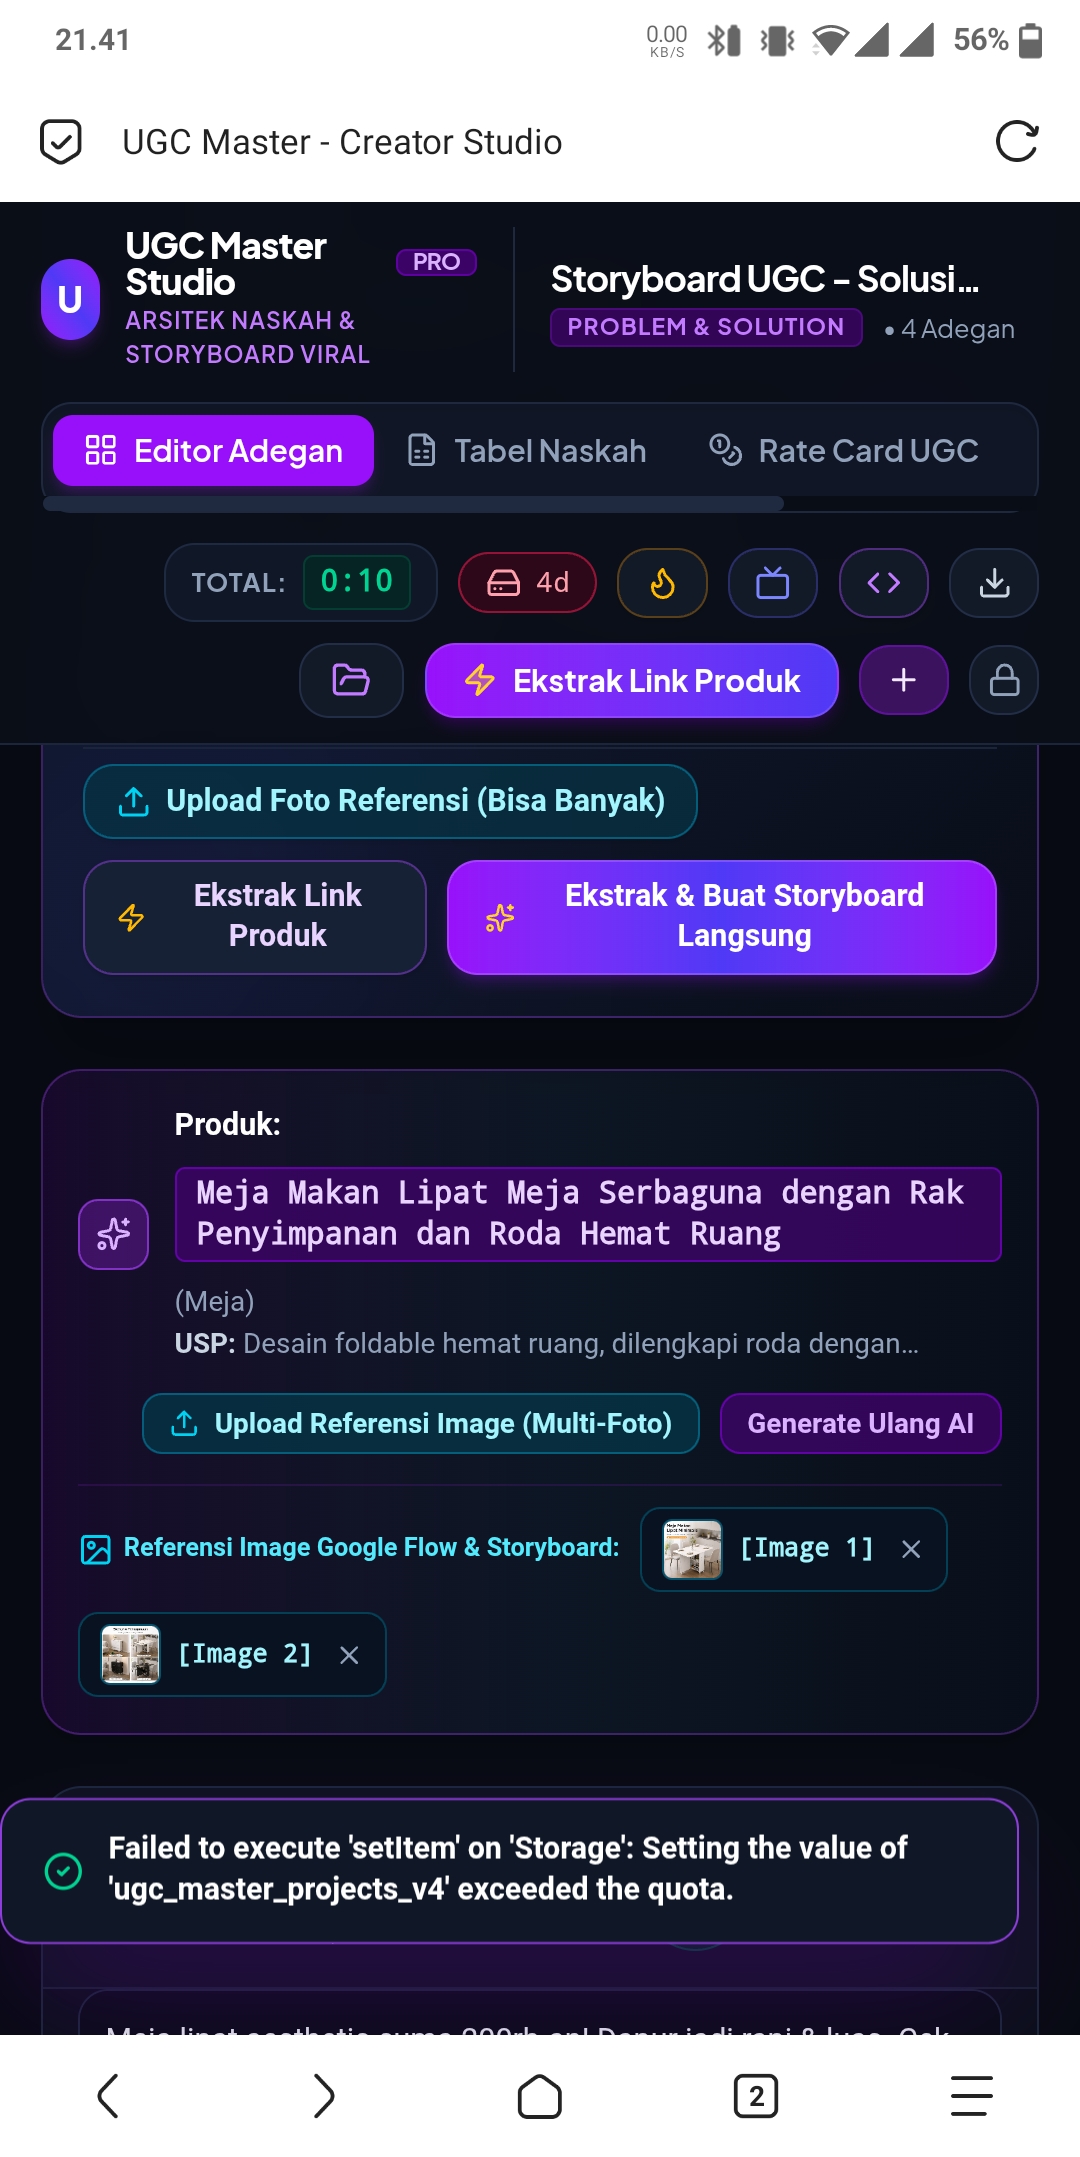 21.41
0.00
KB/S
56%
UGC Master - Creator Studio
U
UGC Master
Studio
PRO
ARSITEK NASKAH &
STORYBOARD VIRAL
Storyboard UGC – Solusi...
PROBLEM & SOLUTION
• 4 Adegan
Editor Adegan
Tabel Naskah
Rate Card UGC
TOTAL:
0:10
4d
Ekstrak Link Produk
Upload Foto Referensi (Bisa Banyak)
Ekstrak Link
Produk
Ekstrak & Buat Storyboard
Langsung
Produk:
Meja Makan Lipat Meja Serbaguna dengan Rak
Penyimpanan dan Roda Hemat Ruang
(Meja)
USP: Desain foldable hemat ruang, dilengkapi roda dengan...
Upload Referensi Image (Multi-Foto)
Generate Ulang AI
Referensi Image Google Flow & Storyboard:
[Image 1]
[Image 2]
Failed to execute 'setItem' on 'Storage': Setting the value of
'ugc_master_projects_v4' exceeded the quota.
2